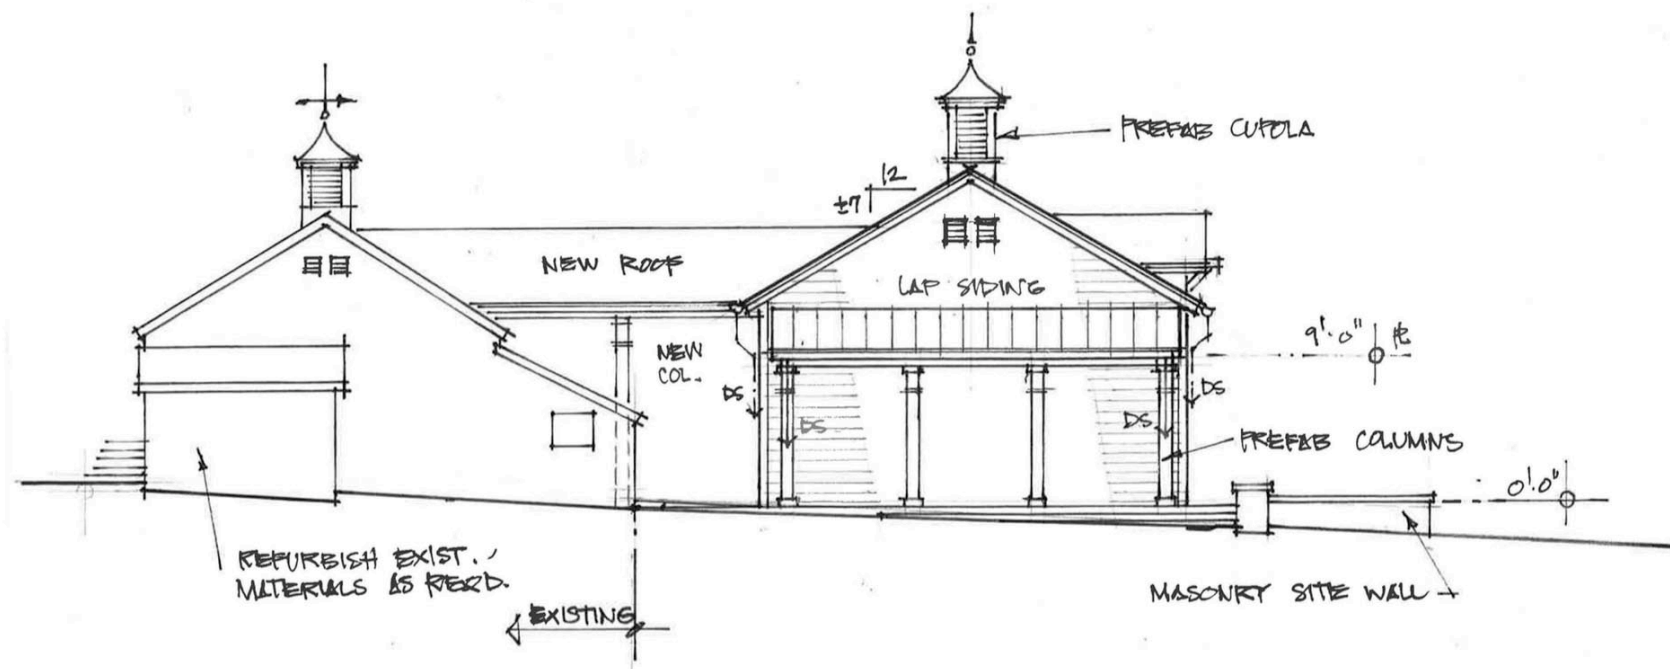 PREFAB CUPOLA
12
±7
NEW ROOF
LAP SIDING
9'.0" PL
NEW
COL.
DS
DS
DS
DS
PREFAB COLUMNS
0'.0"
REFURBISH EXIST.
MATERIALS AS REQD.
MASONRY SITE WALL
EXISTING